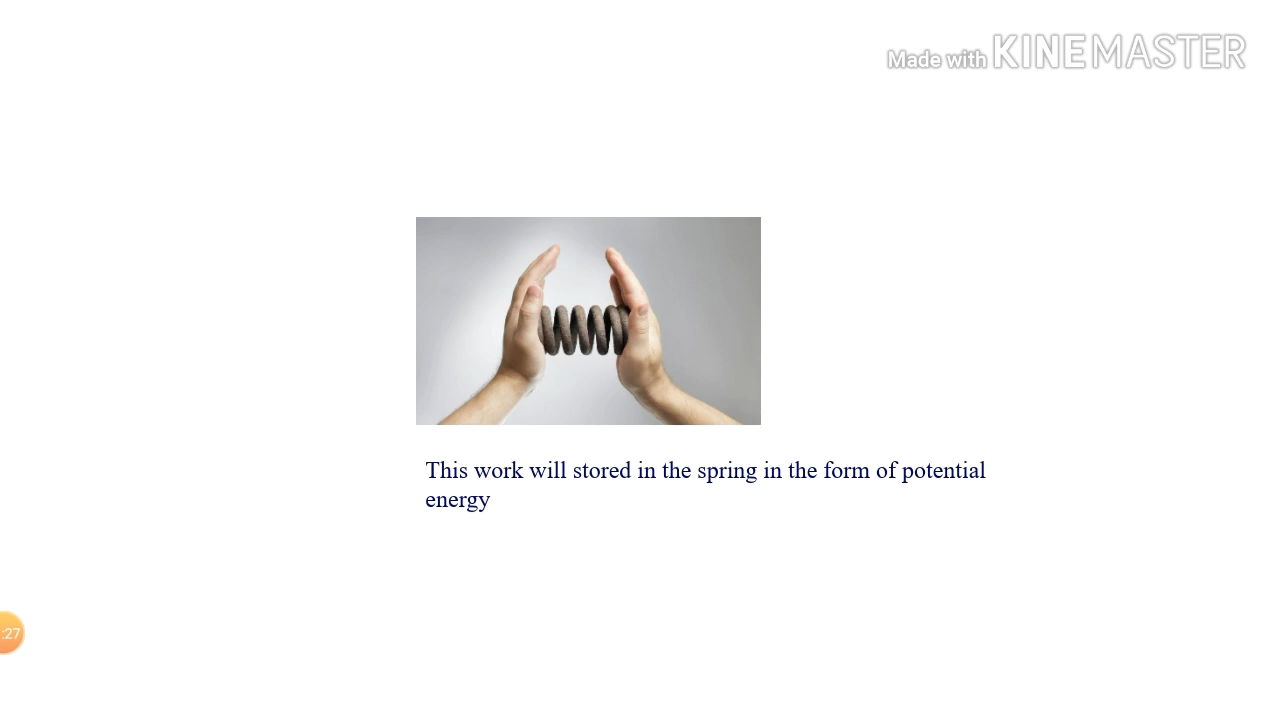 Made with KINEMASTER
This work will stored in the spring in the form of potential
energy
:27